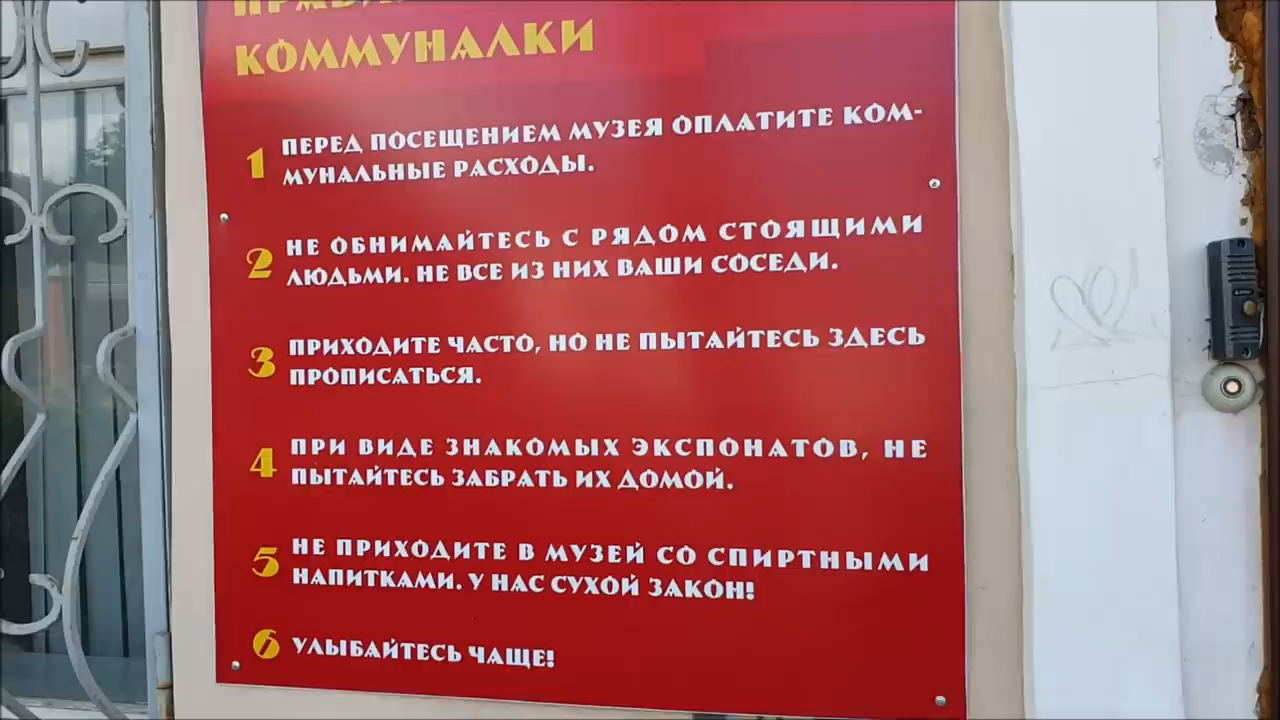 КОММУНАЛКИ
1 ПЕРЕД ПОСЕЩЕНИЕМ МУЗЕЯ ОПЛАТИТЕ КОМ-
МУНАЛЬНЫЕ РАСХОДЫ.
2 НЕ ОБНИМАЙТЕСЬ С РЯДОМ СТОЯЩИМИ
ЛЮДЬМИ. НЕ ВСЕ ИЗ НИХ ВАШИ СОСЕДИ.
3 ПРИХОДИТЕ ЧАСТО, НО НЕ ПЫТАЙТЕСЬ ЗДЕСЬ
ПРОПИСАТЬСЯ.
4 ПРИ ВИДЕ ЗНАКОМЫХ ЭКСПОНАТОВ, НЕ
ПЫТАЙТЕСЬ ЗАБРАТЬ ИХ ДОМОЙ.
5 НЕ ПРИХОДИТЕ В МУЗЕЙ СО СПИРТНЫМИ
НАПИТКАМИ. У НАС СУХОЙ ЗАКОН!
6 УЛЫБАЙТЕСЬ ЧАЩЕ!